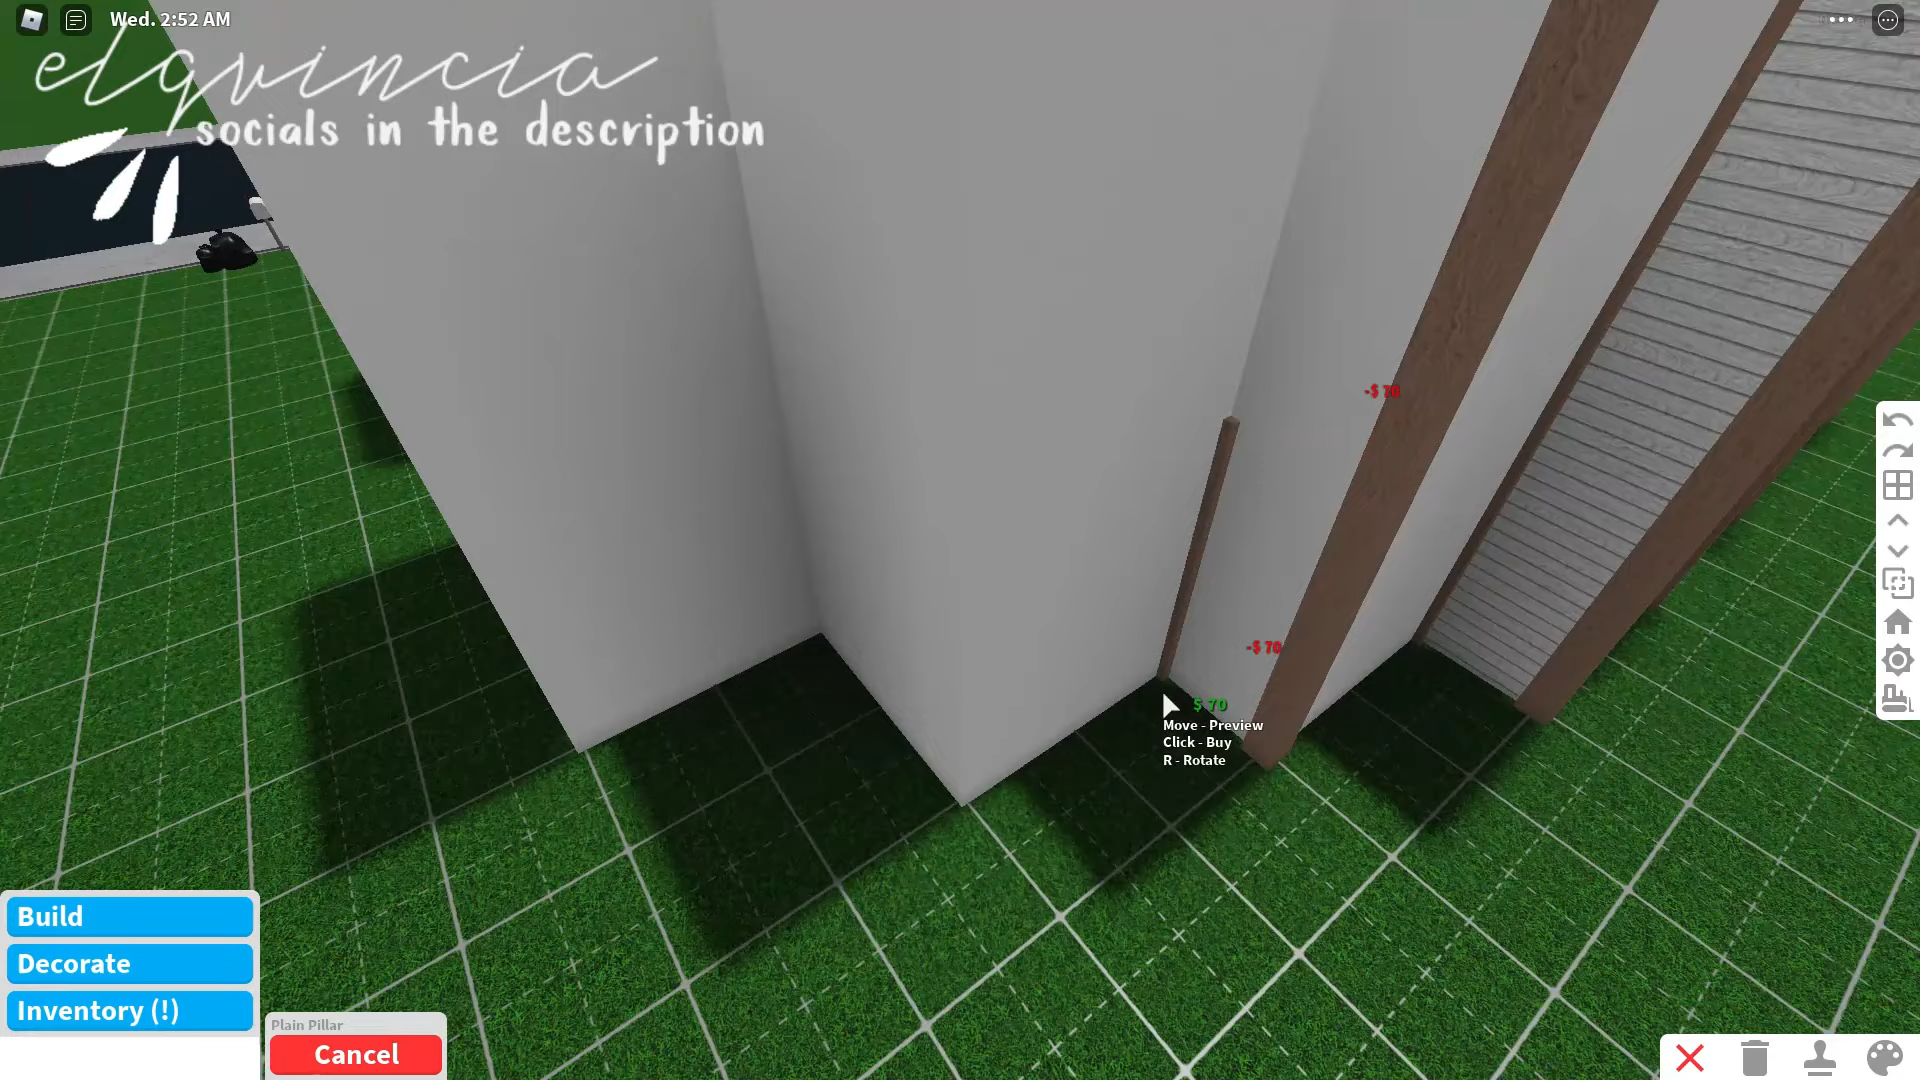 Wed. 2:52 AM
elqvincia
socials in the description
-$ 70
-$ 70
$ 70
Move - Preview
Click - Buy
R - Rotate
Build
Decorate
Inventory (!)
Plain Pillar
Cancel